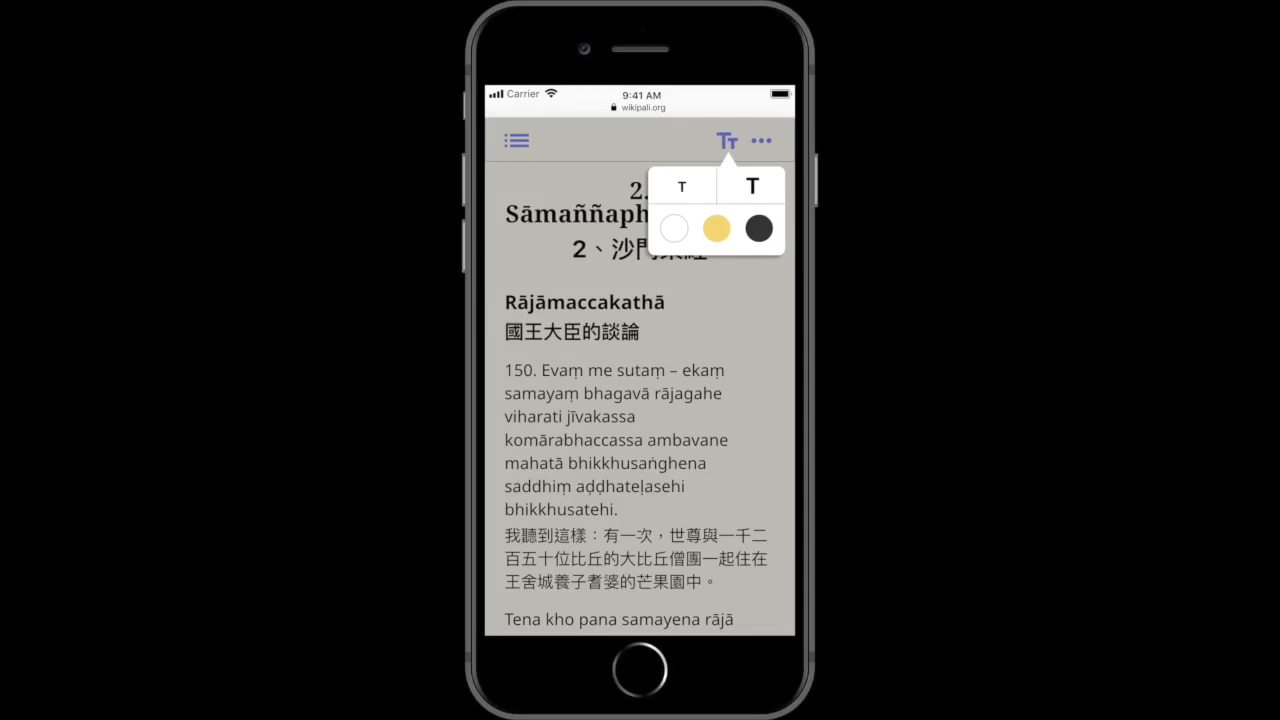 Carrier
9:41 AM
wikipali.org
TT
T
T
2.
Sāmaññaph
2、沙門
Rājāmaccakathā
國王大臣的談論
150. Evaṃ me sutaṃ – ekaṃ
samayaṃ bhagavā rājagahe
viharati jīvakassa
komārabhaccassa ambavane
mahatā bhikkhusaṅghena
saddhiṃ aḍḍhateḷasehi
bhikkhusatehi.
我聽到這樣：有一次，世尊與一千二
百五十位比丘的大比丘僧團一起住在
王舍城養子耆婆的芒果園中。
Tena kho pana samayena rājā